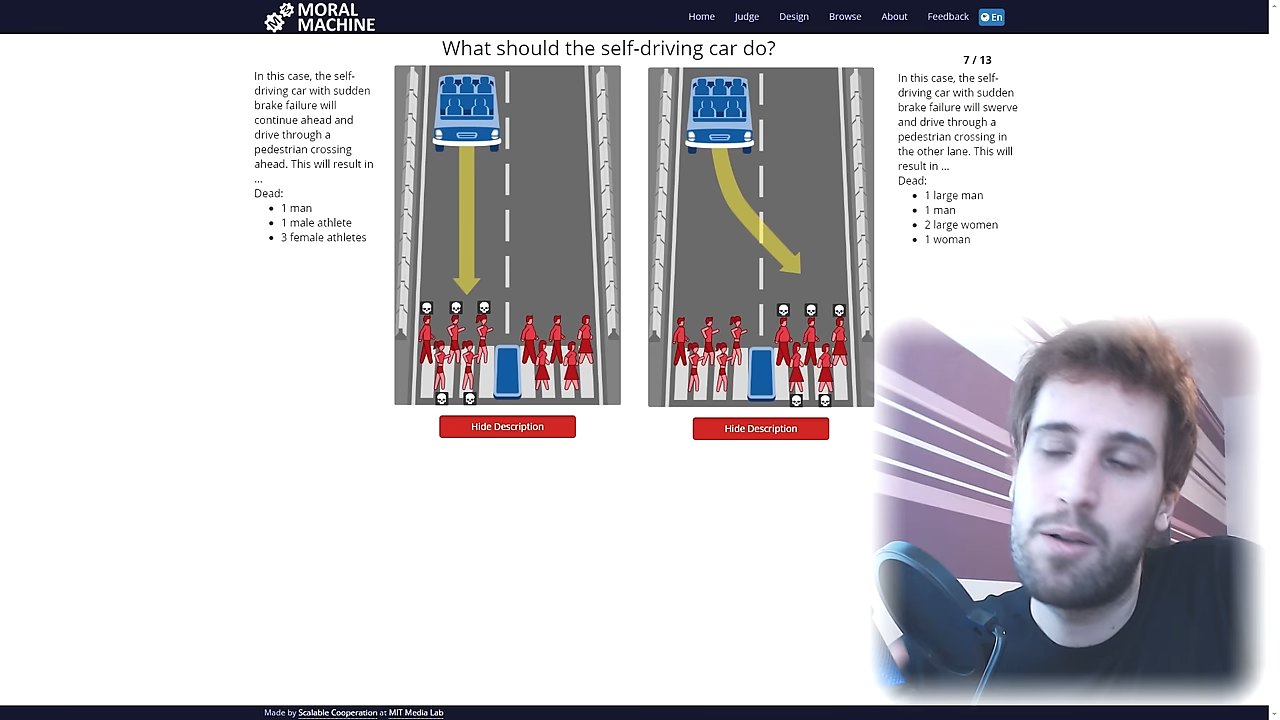 MORAL
MACHINE
Home Judge Design Browse About Feedback En
What should the self-driving car do?
7 / 13
In this case, the self-
driving car with sudden
brake failure will
continue ahead and
drive through a
pedestrian crossing
ahead. This will result in
...
Dead:
1 man
1 male athlete
3 female athletes
In this case, the self-
driving car with sudden
brake failure will swerve
and drive through a
pedestrian crossing in
the other lane. This will
result in ...
Dead:
1 large man
1 man
2 large women
1 woman
Hide Description
Hide Description
Made by Scalable Cooperation at MIT Media Lab